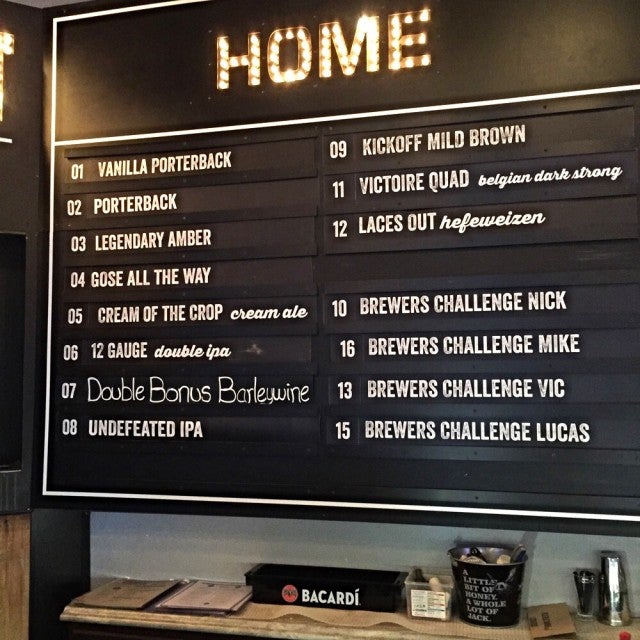 HOME
01 VANILLA PORTERBACK
02 PORTERBACK
03 LEGENDARY AMBER
04 GOSE ALL THE WAY
05 CREAM OF THE CROP cream ale
06 12 GAUGE double ipa
07 Double Bonus Barleywine
08 UNDEFEATED IPA
09 KICKOFF MILD BROWN
11 VICTOIRE QUAD belgian dark strong
12 LACES OUT hefeweizen
10 BREWERS CHALLENGE NICK
16 BREWERS CHALLENGE MIKE
13 BREWERS CHALLENGE VIC
15 BREWERS CHALLENGE LUCAS
BACARDÍ
A
LITTLE
BIT OF
HONEY,
A WHOLE
LOT OF
JACK.